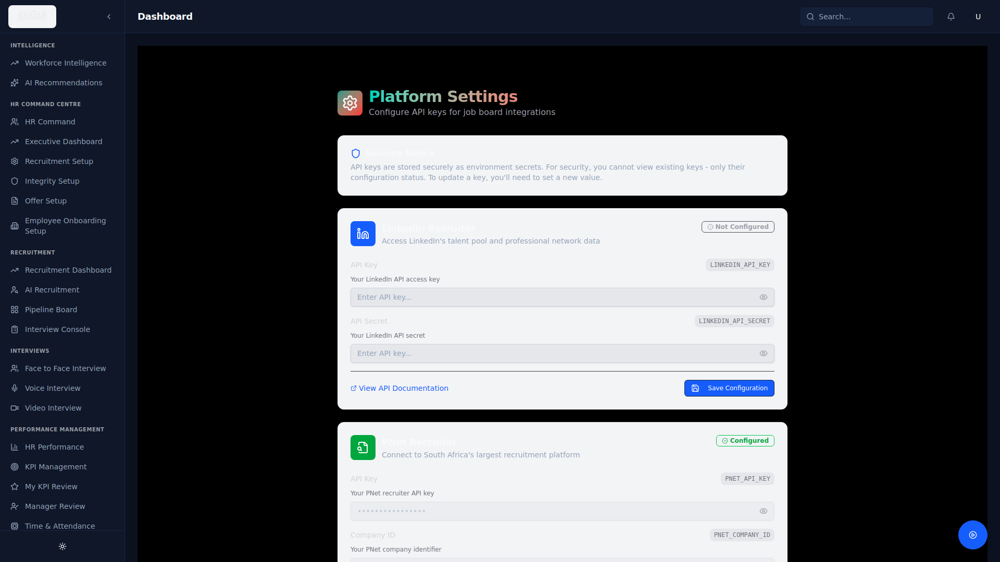 AVATAR
Dashboard
Search...
U
INTELLIGENCE
Workforce Intelligence
AI Recommendations
HR COMMAND CENTRE
HR Command
Executive Dashboard
Recruitment Setup
Integrity Setup
Offer Setup
Employee Onboarding
Setup
RECRUITMENT
Recruitment Dashboard
AI Recruitment
Pipeline Board
Interview Console
INTERVIEWS
Face to Face Interview
Voice Interview
Video Interview
PERFORMANCE MANAGEMENT
HR Performance
KPI Management
My KPI Review
Manager Review
Time & Attendance
Platform Settings
Configure API keys for job board integrations
Security Notice
API keys are stored securely as environment secrets. For security, you cannot view existing keys - only their
configuration status. To update a key, you'll need to set a new value.
LinkedIn Recruiter
Not Configured
Access LinkedIn's talent pool and professional network data
API Key
LINKEDIN_API_KEY
Your LinkedIn API access key
Enter API key...
API Secret
LINKEDIN_API_SECRET
Your LinkedIn API secret
Enter API key...
View API Documentation
Save Configuration
PNet Recruiter
Configured
Connect to South Africa's largest recruitment platform
API Key
PNET_API_KEY
Your PNet recruiter API key
••••••••••••••••
Company ID
PNET_COMPANY_ID
Your PNet company identifier